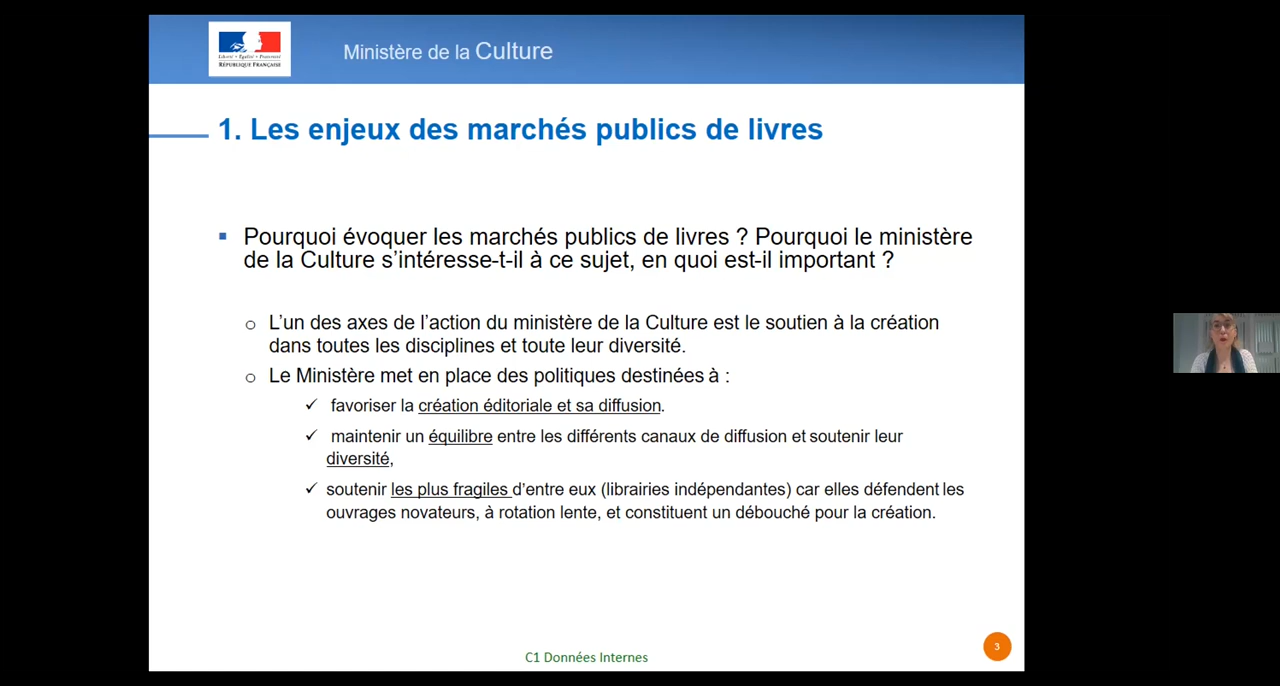 Liberté • Égalité • Fraternité
RÉPUBLIQUE FRANÇAISE
Ministère de la Culture
1. Les enjeux des marchés publics de livres
Pourquoi évoquer les marchés publics de livres ? Pourquoi le ministère
de la Culture s’intéresse-t-il à ce sujet, en quoi est-il important ?
L’un des axes de l’action du ministère de la Culture est le soutien à la création
dans toutes les disciplines et toute leur diversité.
Le Ministère met en place des politiques destinées à :
favoriser la création éditoriale et sa diffusion.
maintenir un équilibre entre les différents canaux de diffusion et soutenir leur
diversité,
soutenir les plus fragiles d’entre eux (librairies indépendantes) car elles défendent les
ouvrages novateurs, à rotation lente, et constituent un débouché pour la création.
3
C1 Données Internes